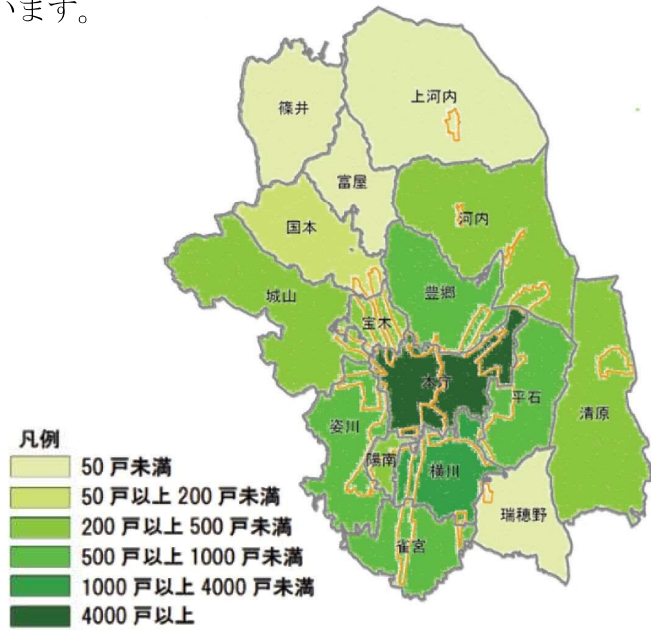 います。
上河内
篠井
富屋
国本
河内
城山
豊郷
宝木
本庁
平石
清原
姿川
陽南
横川
瑞穂野
雀宮
凡例
50 戸未満
50 戸以上 200 戸未満
200 戸以上 500 戸未満
500 戸以上 1000 戸未満
1000 戸以上 4000 戸未満
4000 戸以上